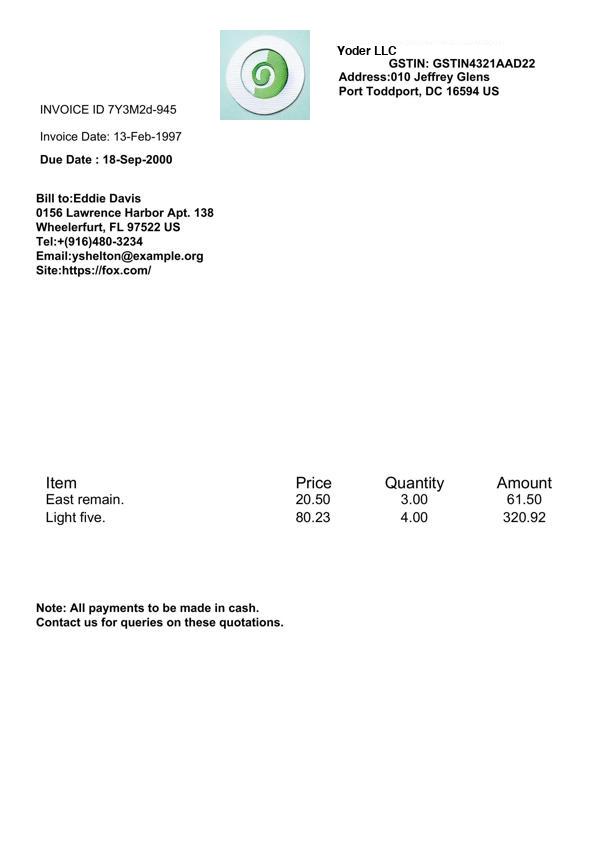 Yoder LLC
GSTIN: GSTIN4321AAD22
Address:010 Jeffrey Glens
Port Toddport, DC 16594 US
INVOICE ID 7Y3M2d-945
Invoice Date: 13-Feb-1997
Due Date : 18-Sep-2000
Bill to:Eddie Davis
0156 Lawrence Harbor Apt. 138
Wheelerfurt, FL 97522 US
Tel:+(916)480-3234
Email:yshelton@example.org
Site:https://fox.com/
Item Price Quantity Amount
East remain. 20.50 3.00 61.50
Light five. 80.23 4.00 320.92
Note: All payments to be made in cash.
Contact us for queries on these quotations.